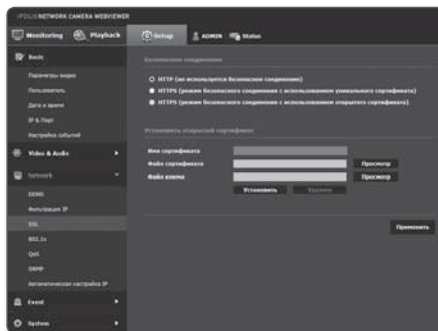 iPOLiS NETWORK CAMERA WEBVIEWER
Monitoring
Playback
Setup
ADMIN
Status
Basic
Параметры видео
Пользователь
Дата и время
IP & Порт
Настройка событий
Video & Audio
Network
DDNS
Фильтрация IP
SSL
802.1x
QoS
SNMP
Автоматическая настройка IP
Event
System
Безопасное соединение
HTTP (не используется безопасное соединение)
HTTPS (режим безопасного соединения с использованием уникального сертификата)
HTTPS (режим безопасного соединения с использованием открытого сертификата)
Установить открытый сертификат
Имя сертификата
Файл сертификата
Просмотр
Файл ключа
Просмотр
Установить
Удалить
Применить